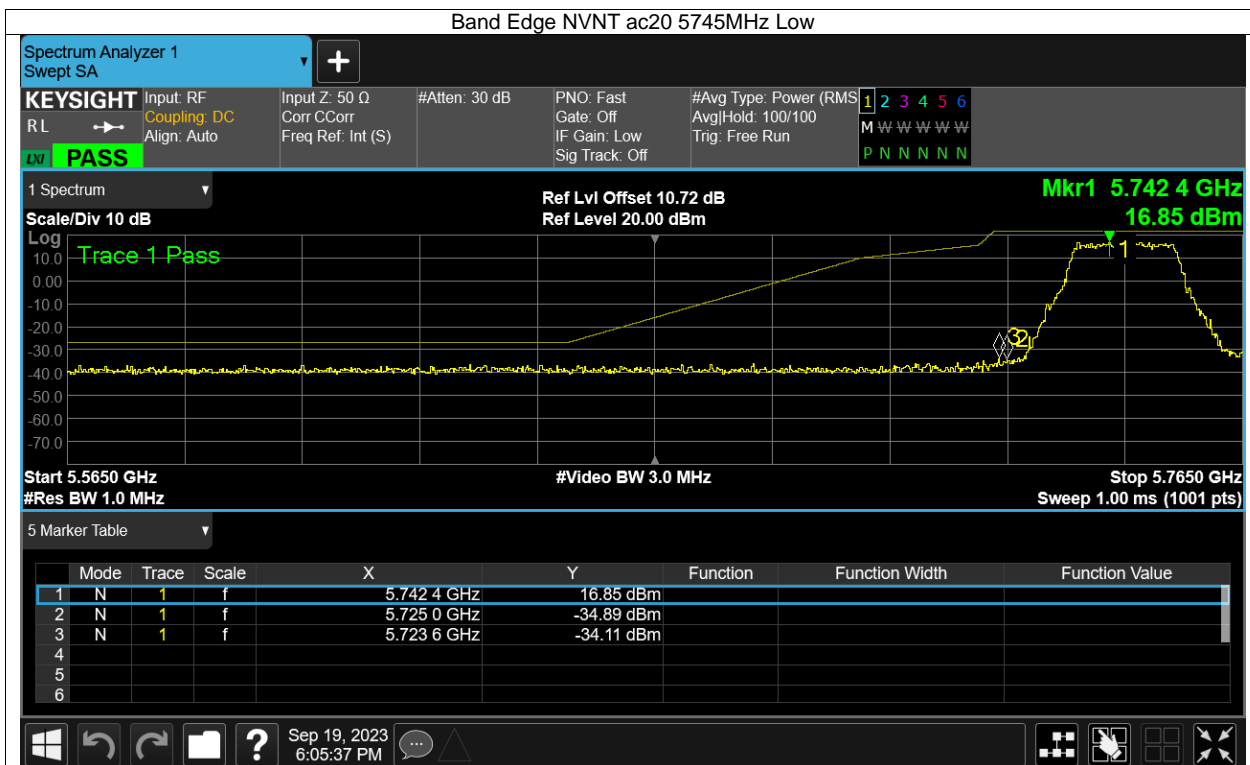 Band Edge NVNT ac20 5745MHz Low
Spectrum Analyzer 1
Swept SA
KEYSIGHT Input: RF Input Z: 50 Ω #Atten: 30 dB PNO: Fast #Avg Type: Power (RMS 1 2 3 4 5 6
RL Coupling: DC Corr CCorr Gate: Off Avg|Hold: 100/100 M W W W W W
Align: Auto Freq Ref: Int (S) IF Gain: Low Trig: Free Run
LXI PASS Sig Track: Off P N N N N N
1 Spectrum Ref Lvl Offset 10.72 dB Mkr1 5.742 4 GHz
Scale/Div 10 dB Ref Level 20.00 dBm 16.85 dBm
Log
Trace 1 Pass
1
10.0
0.00
-10.0
-20.0
32
-30.0
-40.0
-50.0
-60.0
-70.0
Start 5.5650 GHz #Video BW 3.0 MHz Stop 5.7650 GHz
#Res BW 1.0 MHz Sweep 1.00 ms (1001 pts)
5 Marker Table
Mode Trace Scale X Y Function Function Width Function Value
1 N 1 f 5.742 4 GHz 16.85 dBm
2 N 1 f 5.725 0 GHz -34.89 dBm
3 N 1 f 5.723 6 GHz -34.11 dBm
4
5
6
? Sep 19, 2023
6:05:37 PM